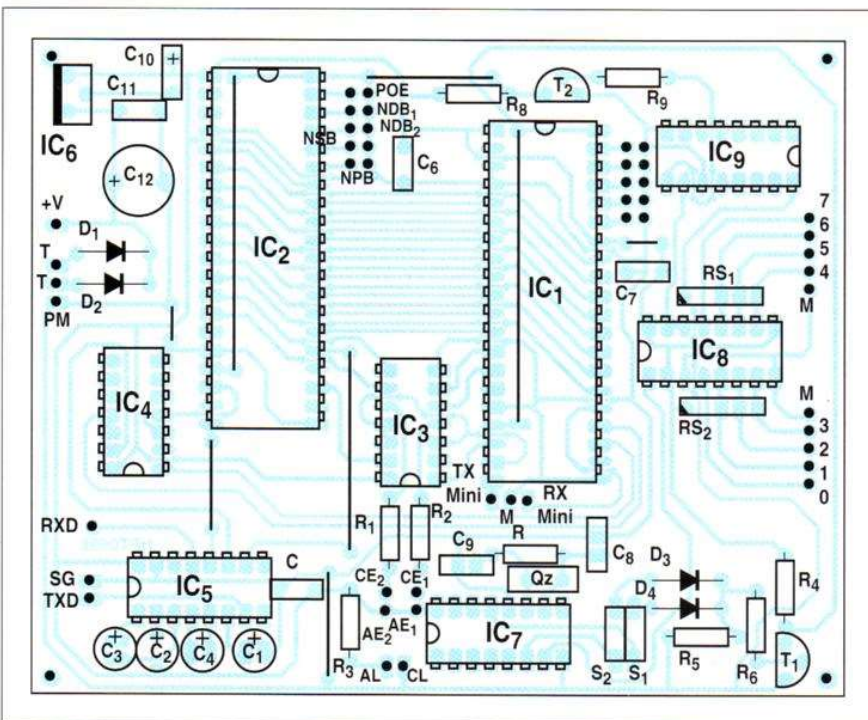 C10
C11
IC6
+ C12
+V
D1
T
T
D2
PM
IC2
POE
NDB1
NDB2
NSB
NPB
C6
R8
T2
R9
IC9
IC1
C7
7
6
5
4
M
RS1
IC8
RS2
M
3
2
1
0
IC4
IC3
TX
Mini
M
RX
Mini
RXD
R1
R2
SG
TXD
IC5
C
C9
R
Qz
C8
CE2
CE1
AE2
AE1
R3
AL
CL
IC7
S2
S1
D3
D4
R4
R5
R6
T1
+ C3
+ C2
+ C4
+ C1